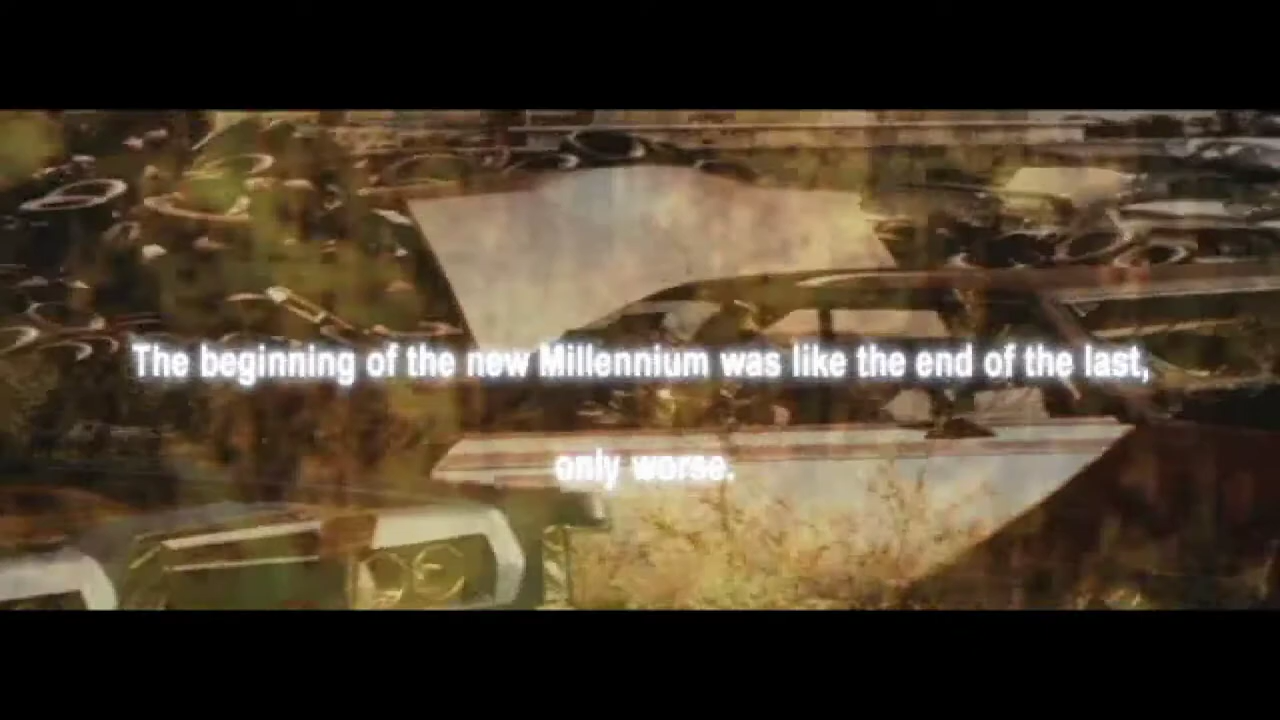 The beginning of the new Millennium was like the end of the last,
only worse.